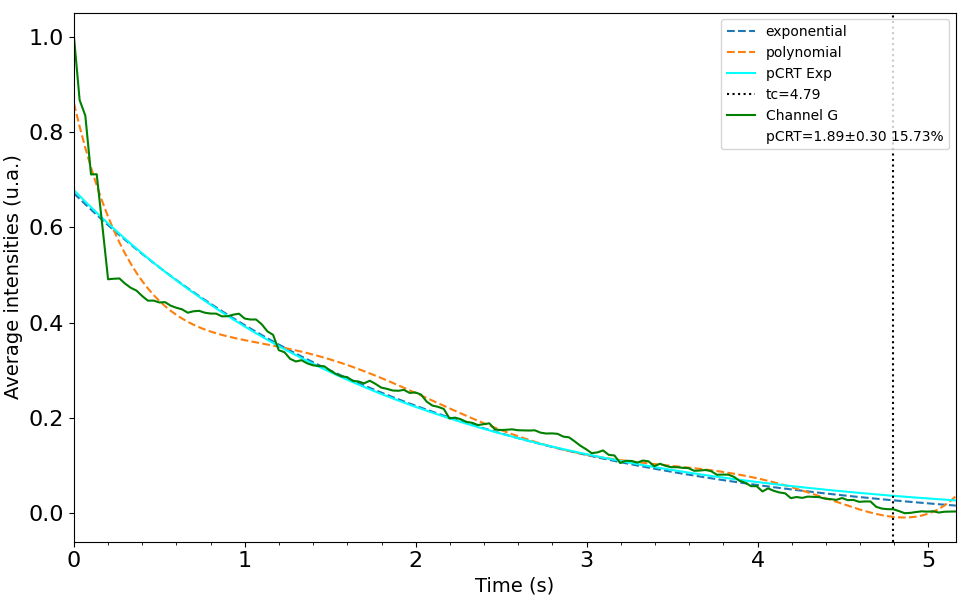 1.0
0.8
0.6
0.4
0.2
0.0
Average intensities (u.a.)
0 1 2 3 4 5
Time (s)
exponential
polynomial
pCRT Exp
tc=4.79
Channel G
pCRT=1.89±0.30 15.73%